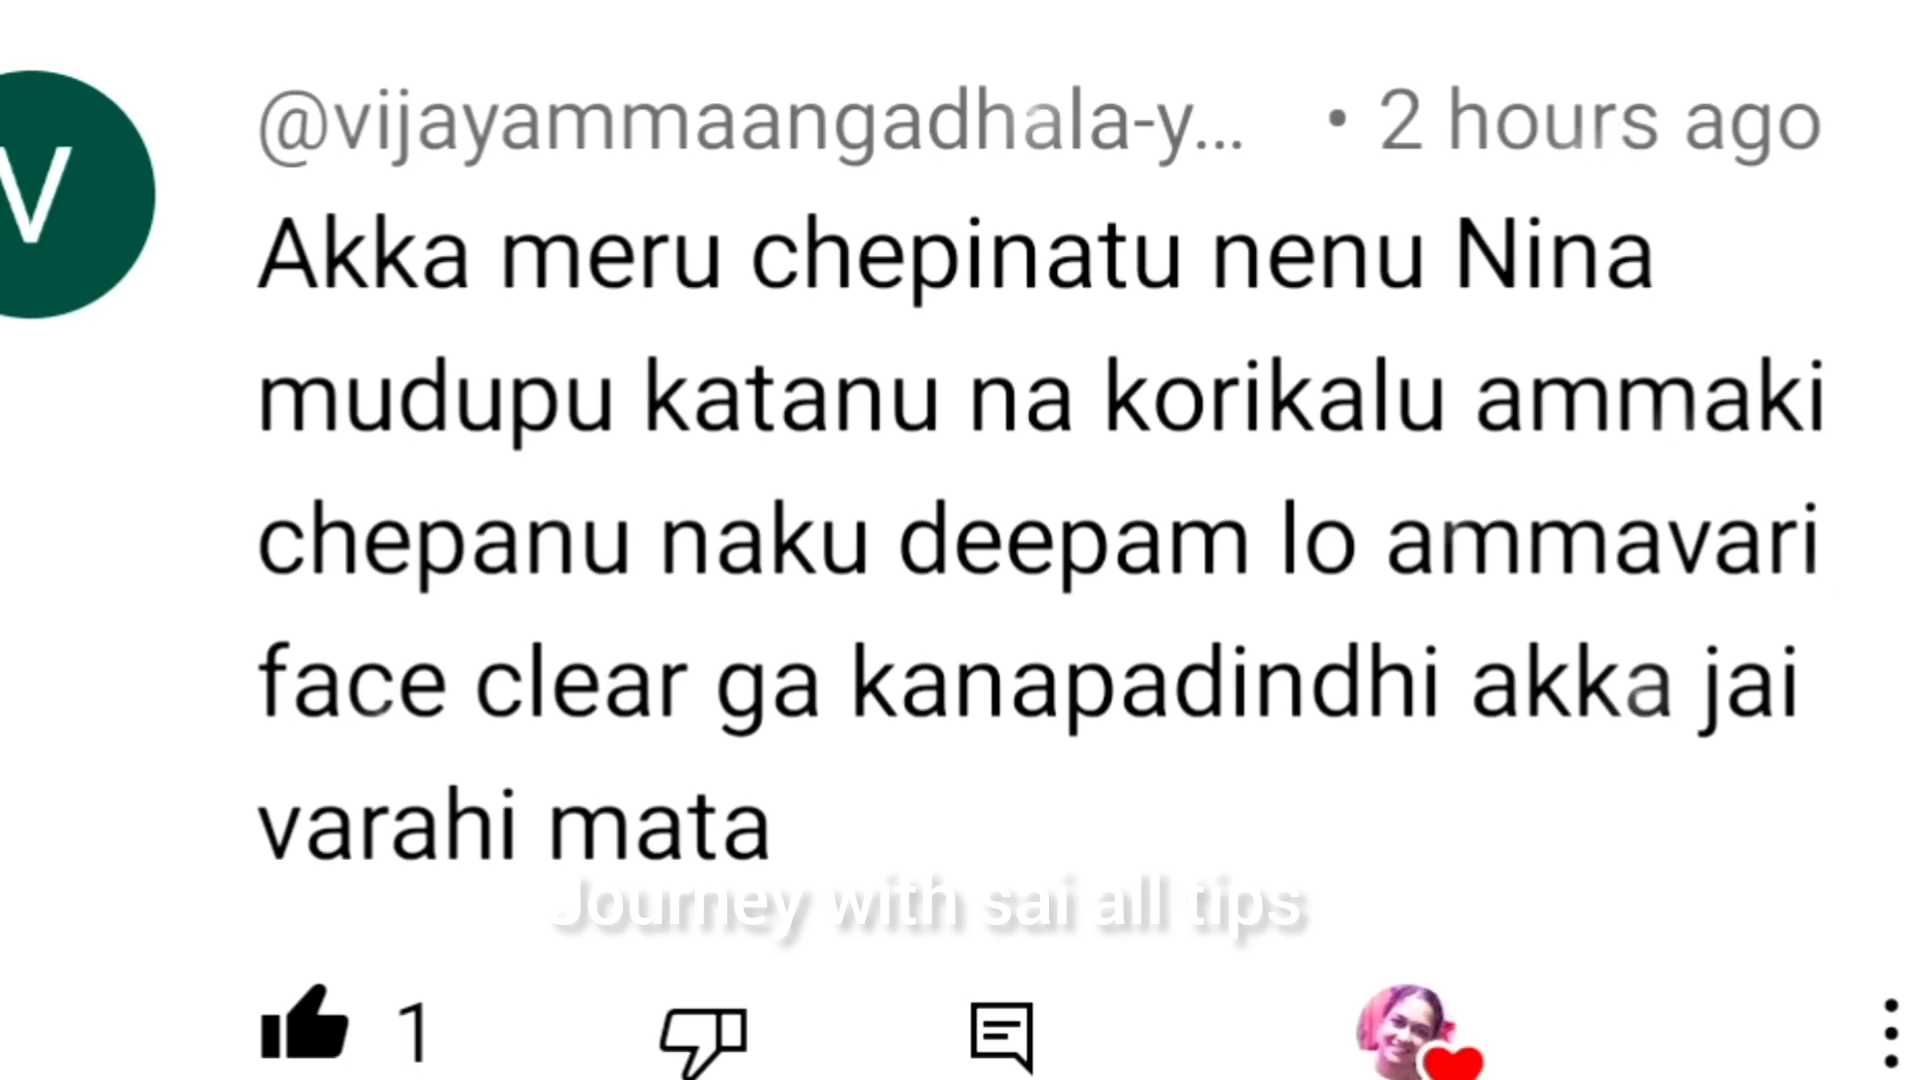 V
@vijayammaangadhala-y... • 2 hours ago
Akka meru chepinatu nenu Nina
mudupu katanu na korikalu ammaki
chepanu naku deepam lo ammavari
face clear ga kanapadindhi akka jai
varahi mata
Journey with sai all tips
1